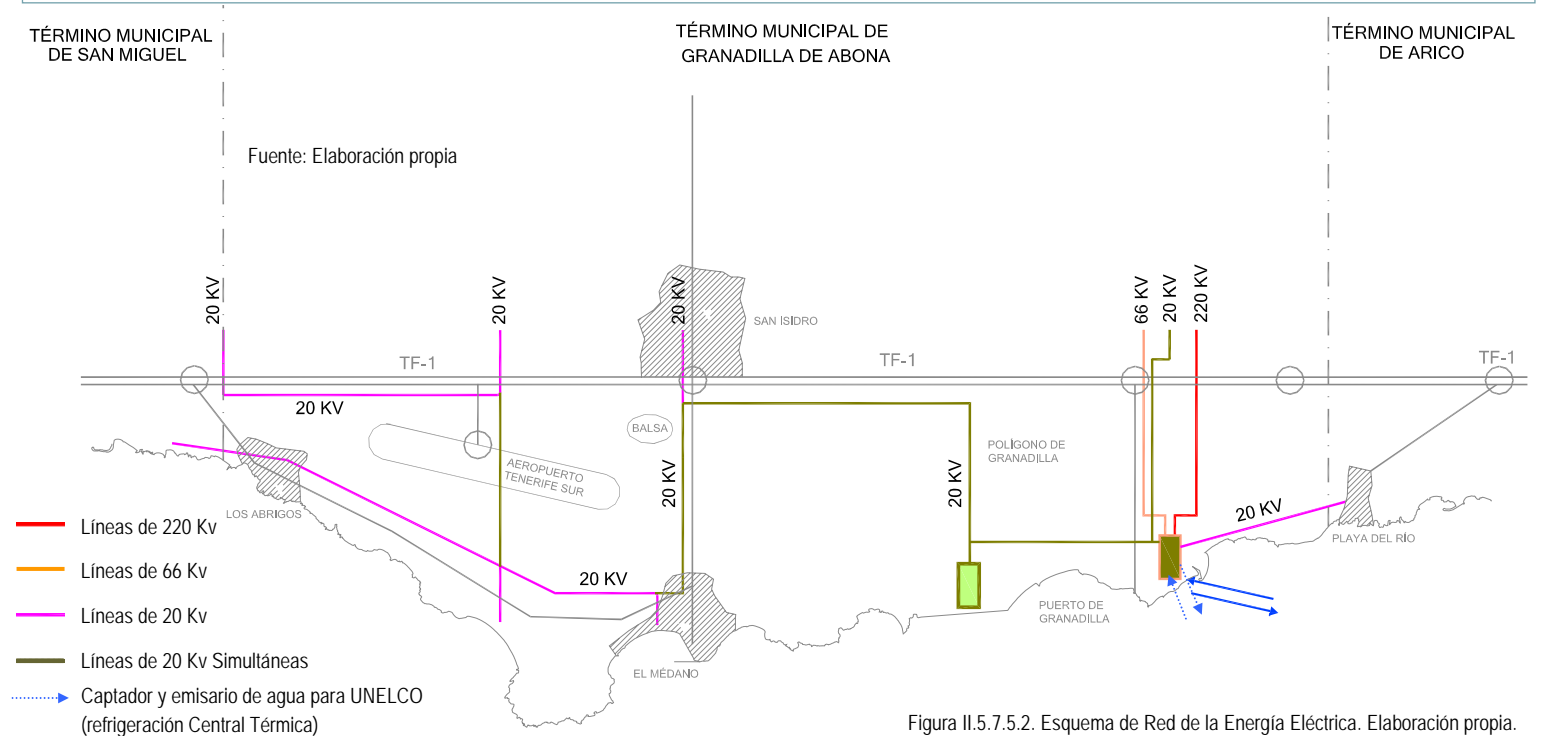 TÉRMINO MUNICIPAL
DE SAN MIGUEL
TÉRMINO MUNICIPAL DE
GRANADILLA DE ABONA
TÉRMINO MUNICIPAL
DE ARICO
Fuente: Elaboración propia
20 KV
20 KV
20 KV
66 KV
20 KV
220 KV
SAN ISIDRO
TF-1
TF-1
TF-1
20 KV
BALSA
AEROPUERTO
TENERIFE SUR
POLÍGONO DE
GRANADILLA
20 KV
20 KV
20 KV
LOS ABRIGOS
PLAYA DEL RÍO
20 KV
PUERTO DE
GRANADILLA
EL MÉDANO
Líneas de 220 Kv
Líneas de 66 Kv
Líneas de 20 Kv
Líneas de 20 Kv Simultáneas
Captador y emisario de agua para UNELCO
(refrigeración Central Térmica)
Figura II.5.7.5.2. Esquema de Red de la Energía Eléctrica. Elaboración propia.